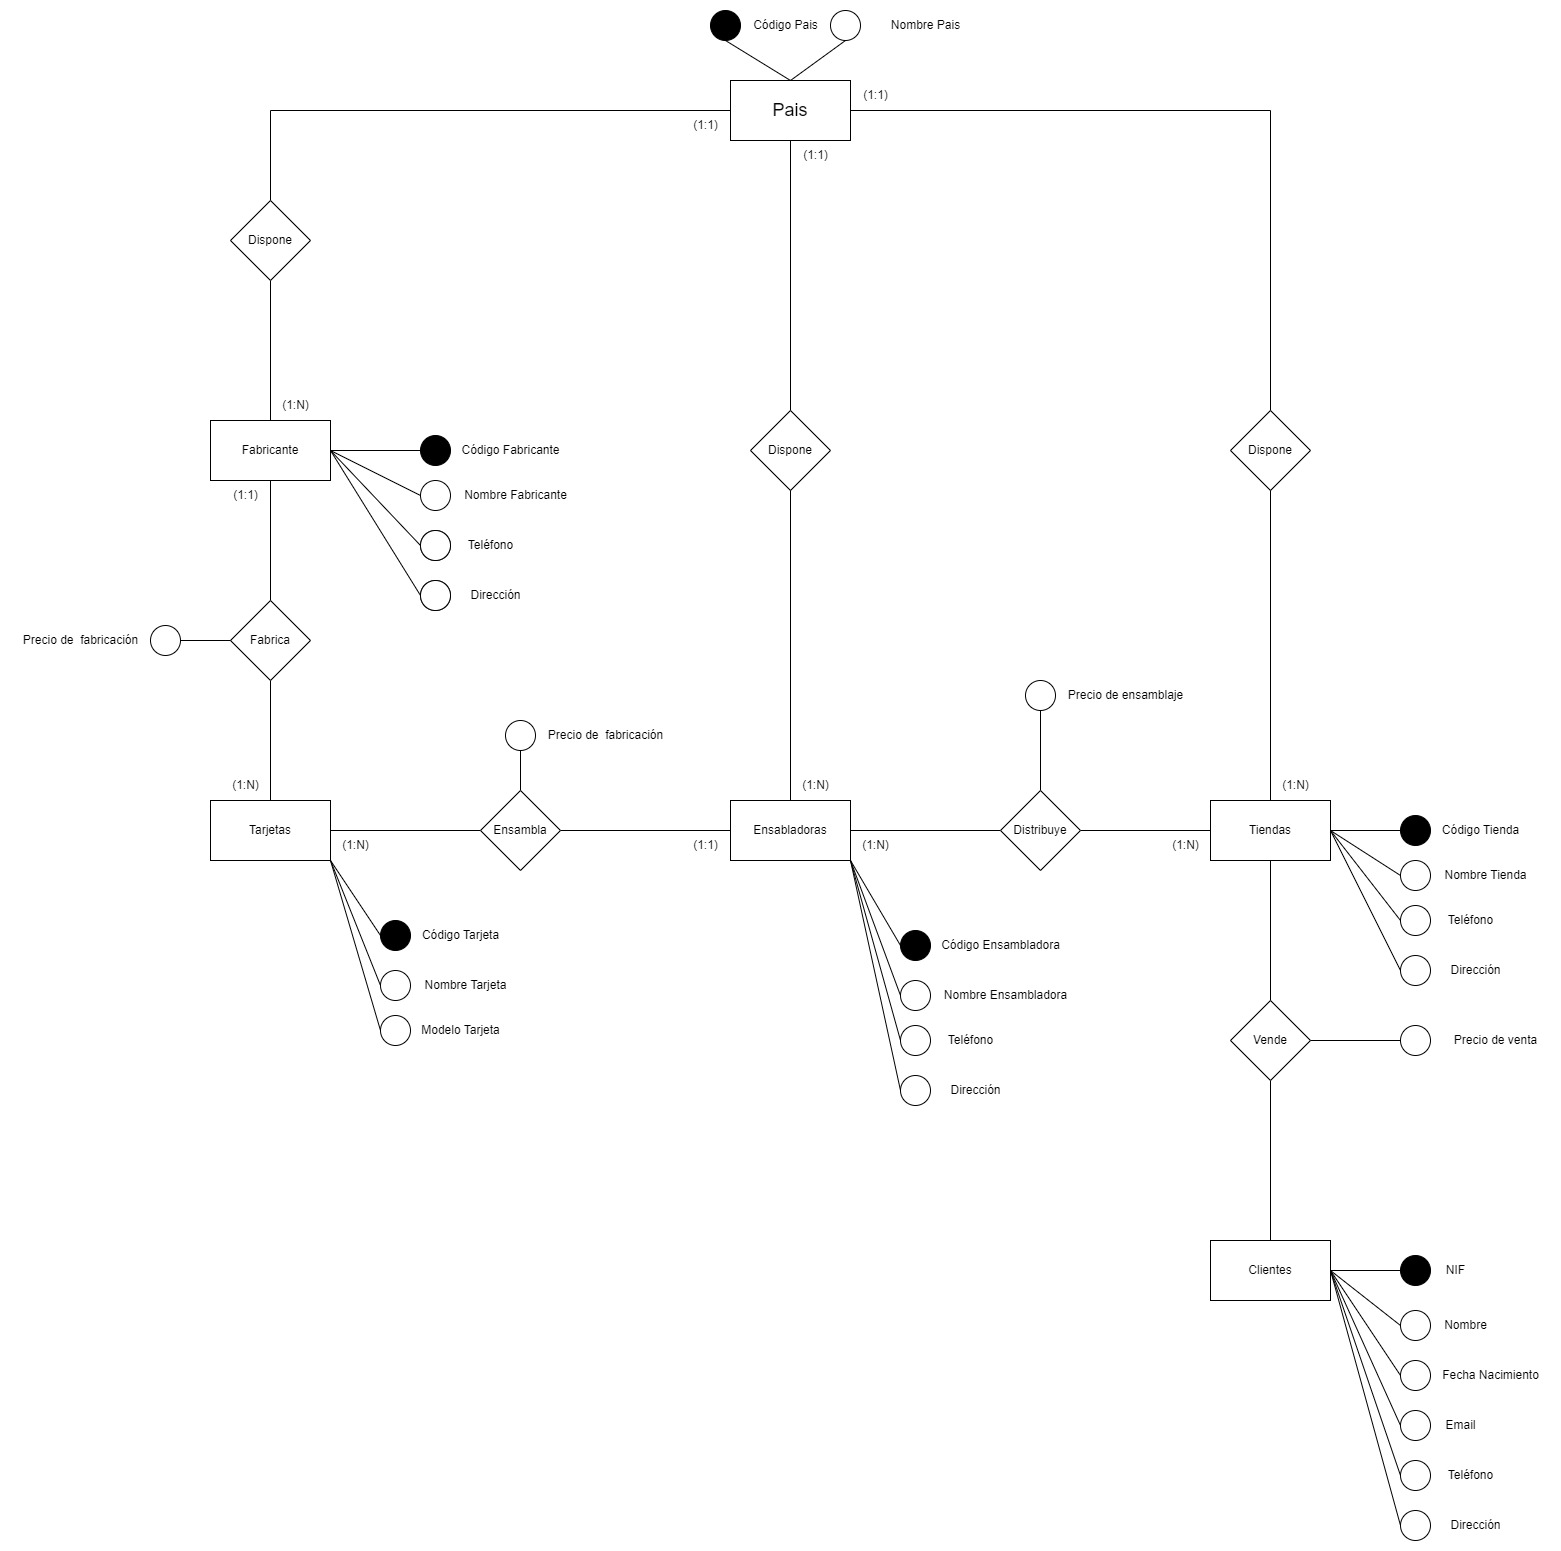 Código Pais
Nombre Pais
Pais
(1:1)
(1:1)
(1:1)
Dispone
(1:N)
Fabricante
Código Fabricante
Dispone
Dispone
(1:1)
Nombre Fabricante
Teléfono
Dirección
Precio de  fabricación
Fabrica
Precio de ensamblaje
Precio de  fabricación
(1:N)
(1:N)
(1:N)
Tarjetas
Ensambla
Ensabladoras
Distribuye
Tiendas
Código Tienda
(1:N)
(1:1)
(1:N)
(1:N)
Nombre Tienda
Teléfono
Código Tarjeta
Código Ensambladora
Dirección
Nombre Tarjeta
Nombre Ensambladora
Modelo Tarjeta
Teléfono
Vende
Precio de venta
Dirección
Clientes
NIF
Nombre
Fecha Nacimiento
Email
Teléfono
Dirección